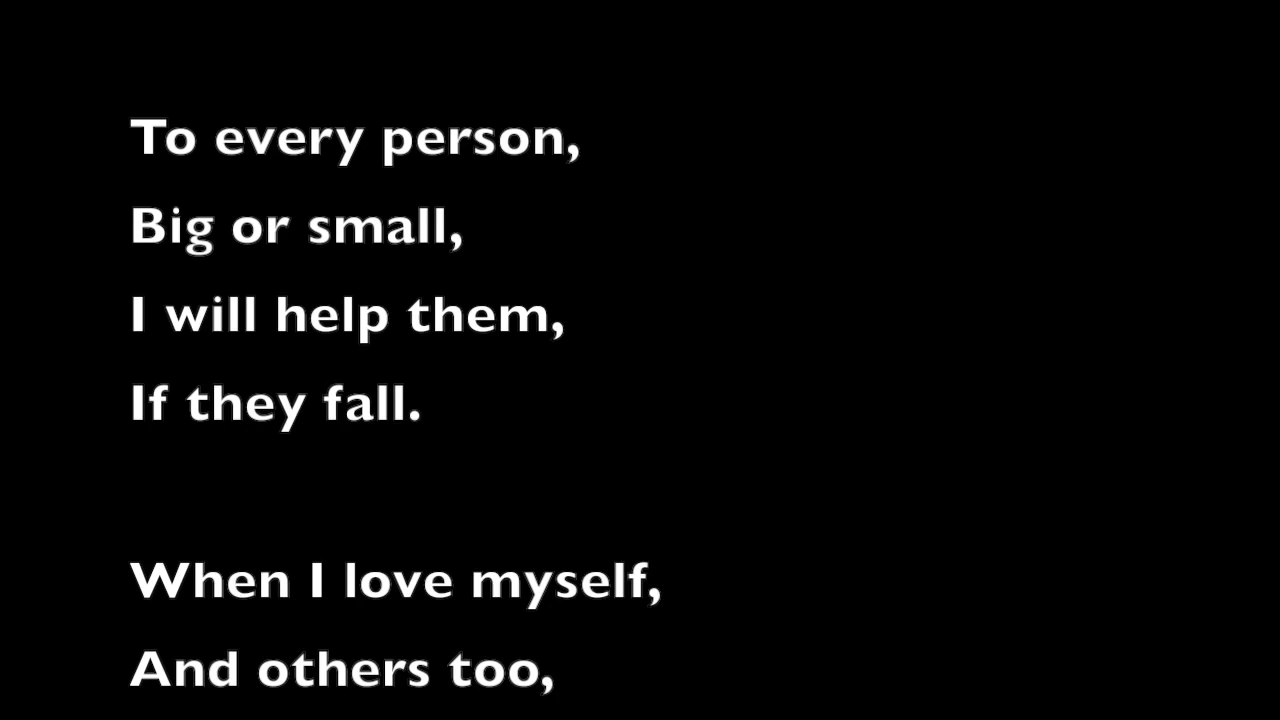 To every person,
Big or small,
I will help them,
If they fall.
When I love myself,
And others too,